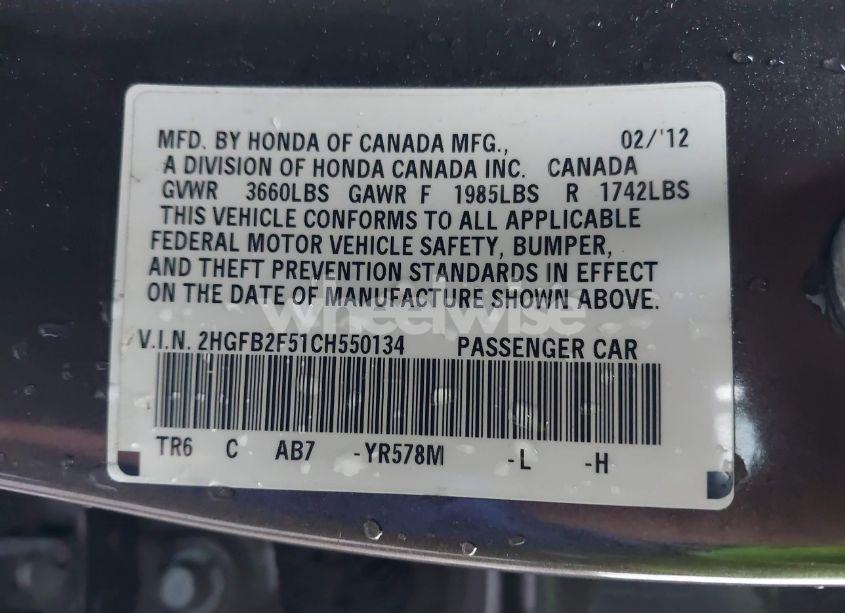 MFD. BY HONDA OF CANADA MFG., 02/'12
A DIVISION OF HONDA CANADA INC. CANADA
GVWR 3660LBS GAWR F 1985LBS R 1742LBS
THIS VEHICLE CONFORMS TO ALL APPLICABLE
FEDERAL MOTOR VEHICLE SAFETY, BUMPER,
AND THEFT PREVENTION STANDARDS IN EFFECT
ON THE DATE OF MANUFACTURE SHOWN ABOVE.
wheelwise
V.I.N. 2HGFB2F51CH550134 PASSENGER CAR
TR6 C AB7 -YR578M -L -H